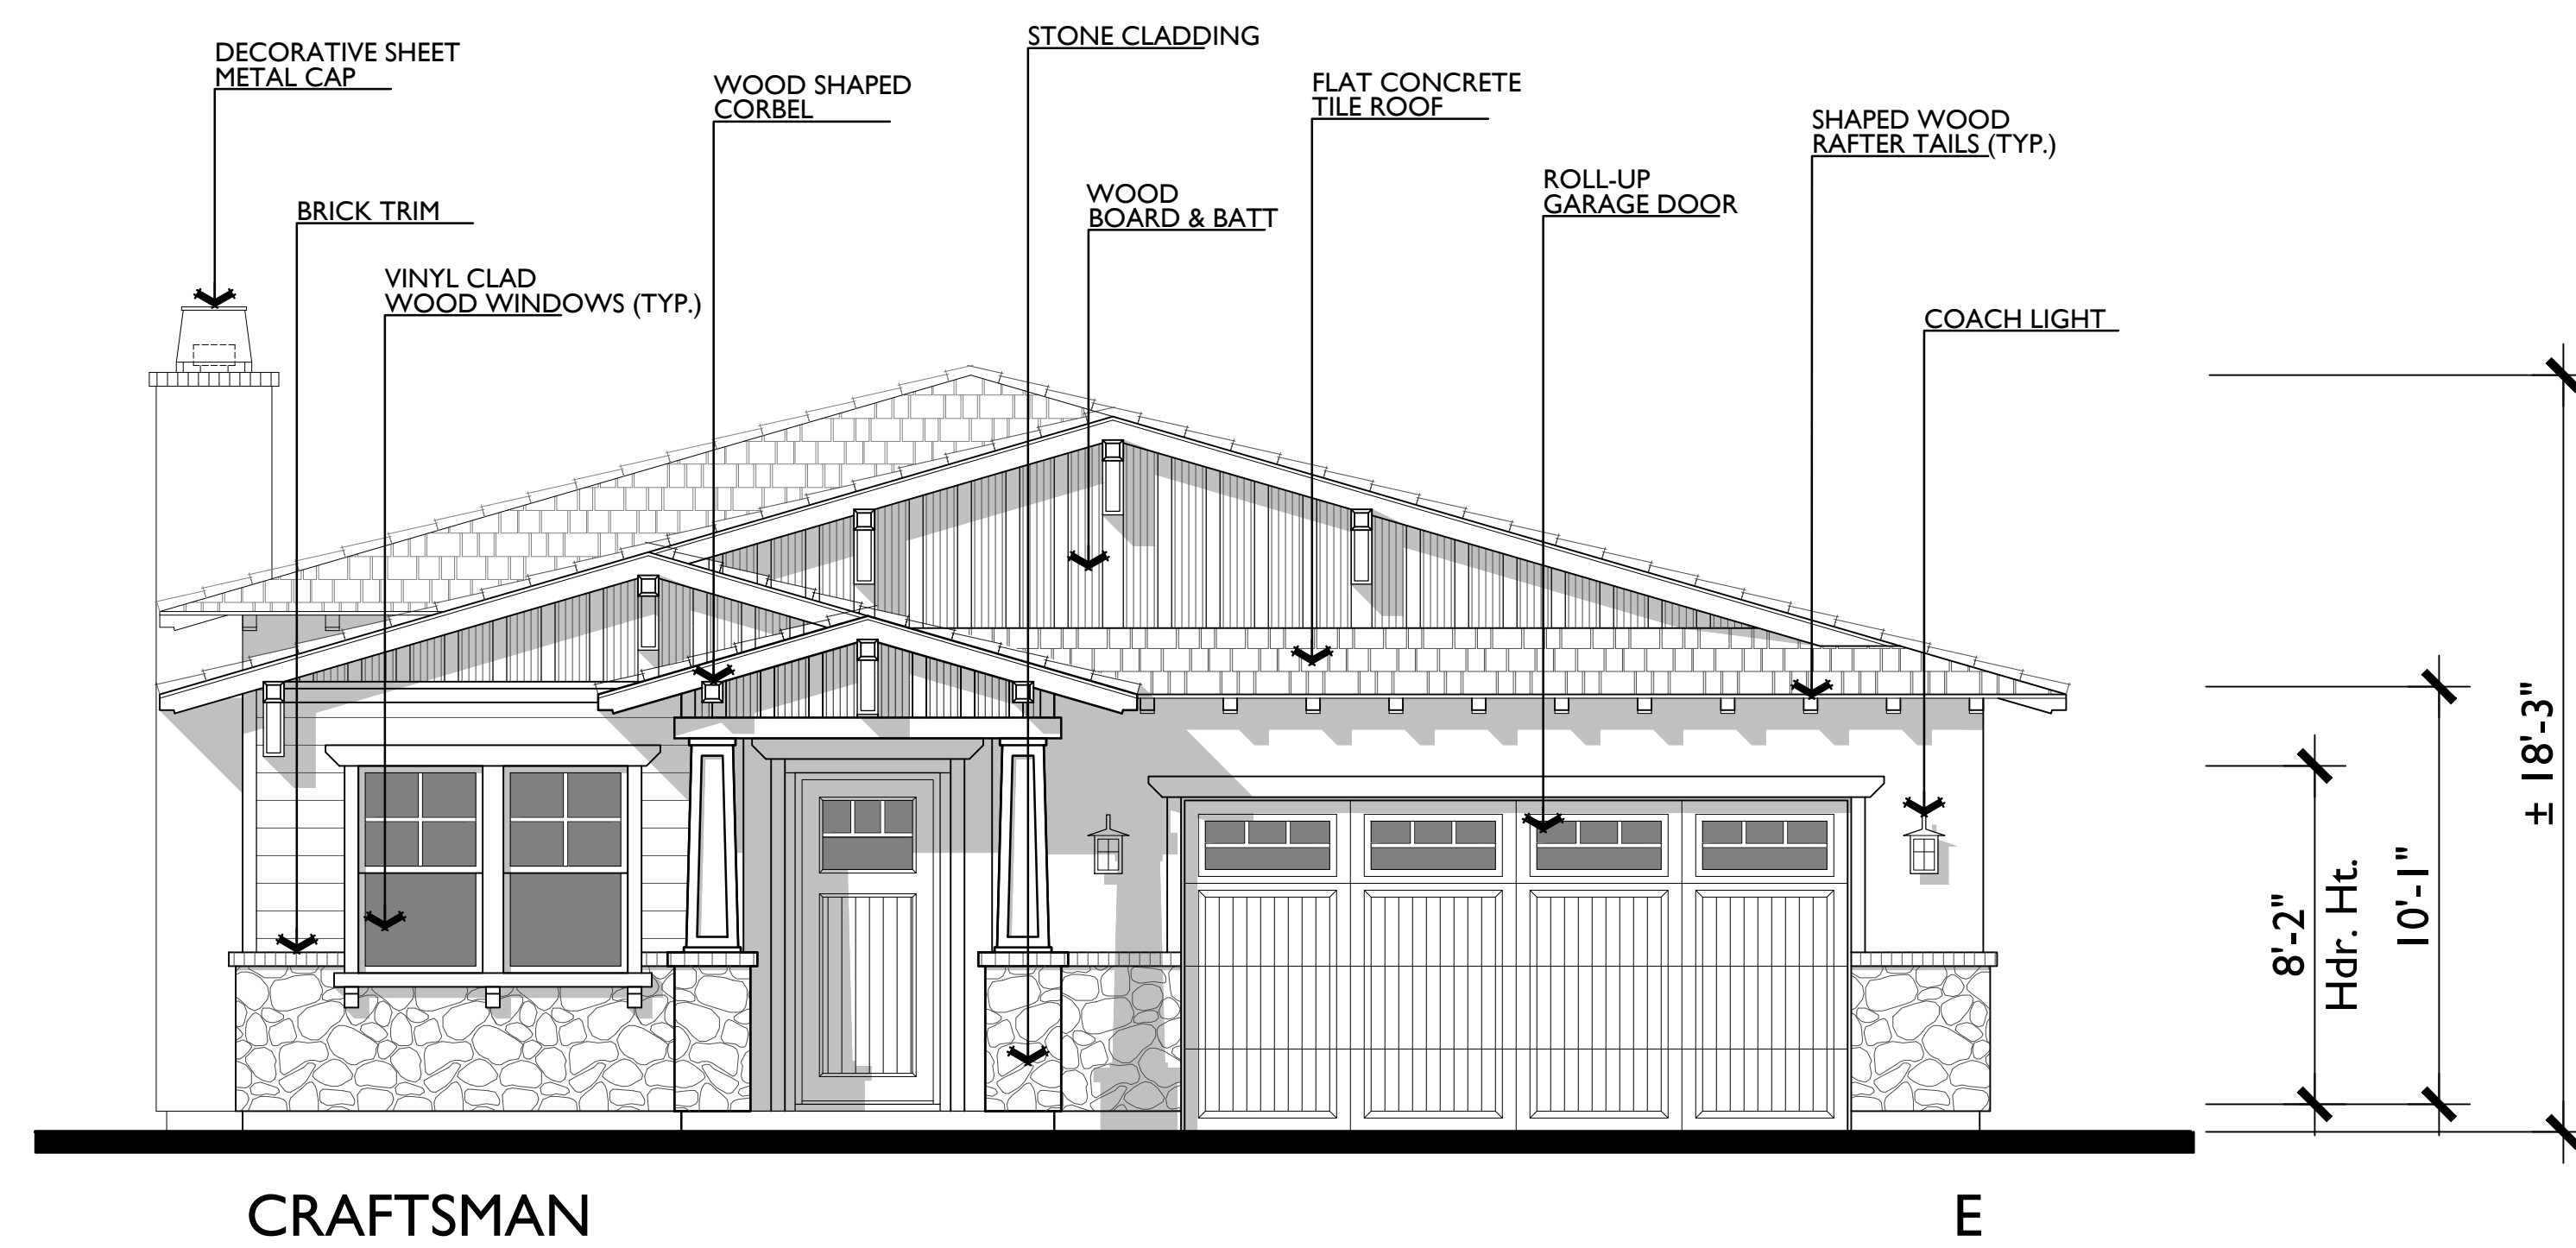 DECORATIVE SHEET
METAL CAP
STONE CLADDING
WOOD SHAPED
CORBEL
FLAT CONCRETE
TILE ROOF
SHAPED WOOD
RAFTER TAILS (TYP.)
BRICK TRIM
WOOD
BOARD & BATT
ROLL-UP
GARAGE DOOR
VINYL CLAD
WOOD WINDOWS (TYP.)
COACH LIGHT
8'-2"
Hdr. Ht.
10'-1"
± 18'-3"
CRAFTSMAN
E